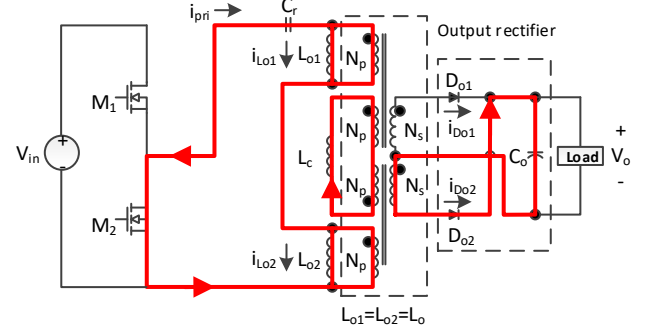 i_pri
C_r
Output rectifier
i_Lo1
L_o1
N_p
D_o1
M_1
N_p
N_s
i_Do1
+
V_in
L_c
C_o
Load
V_o
-
N_p
N_s
i_Do2
M_2
D_o2
i_Lo2
L_o2
N_p
L_o1=L_o2=L_o